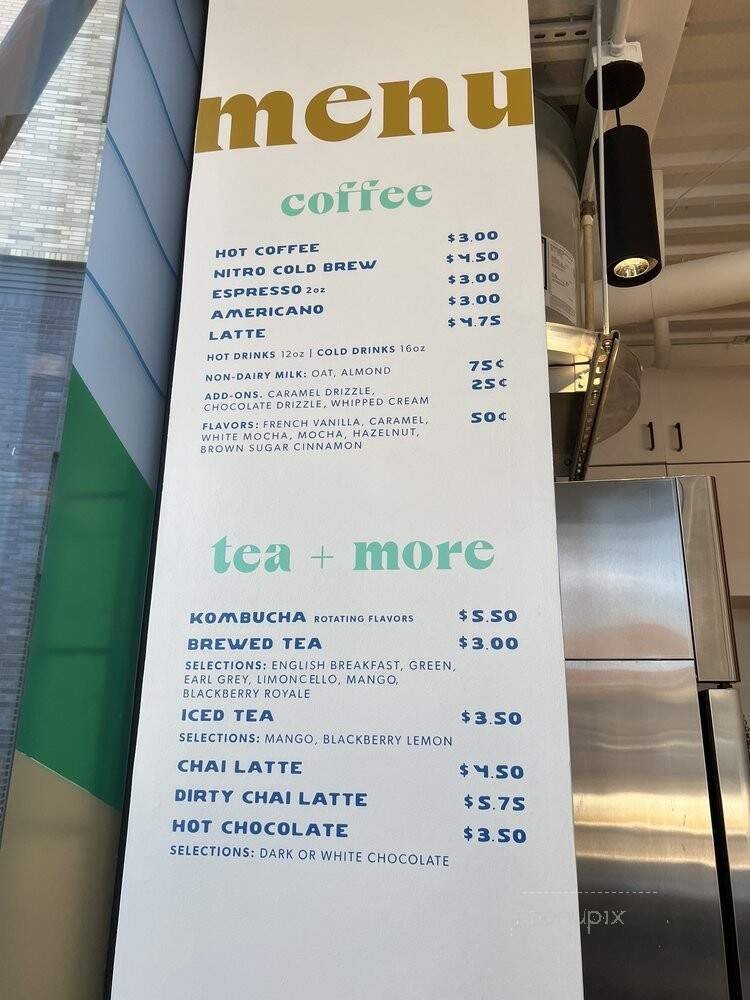 menu
coffee
HOT COFFEE $3.00
NITRO COLD BREW $4.50
ESPRESSO 2oz $3.00
AMERICANO $3.00
LATTE $4.75
HOT DRINKS 12oz | COLD DRINKS 16oz
NON-DAIRY MILK: OAT, ALMOND 75¢
ADD-ONS. CARAMEL DRIZZLE, 25¢
CHOCOLATE DRIZZLE, WHIPPED CREAM
FLAVORS: FRENCH VANILLA, CARAMEL, 50¢
WHITE MOCHA, MOCHA, HAZELNUT,
BROWN SUGAR CINNAMON
tea + more
KOMBUCHA ROTATING FLAVORS $5.50
BREWED TEA $3.00
SELECTIONS: ENGLISH BREAKFAST, GREEN,
EARL GREY, LIMONCELLO, MANGO,
BLACKBERRY ROYALE
ICED TEA $3.50
SELECTIONS: MANGO, BLACKBERRY LEMON
CHAI LATTE $4.50
DIRTY CHAI LATTE $5.75
HOT CHOCOLATE $3.50
SELECTIONS: DARK OR WHITE CHOCOLATE